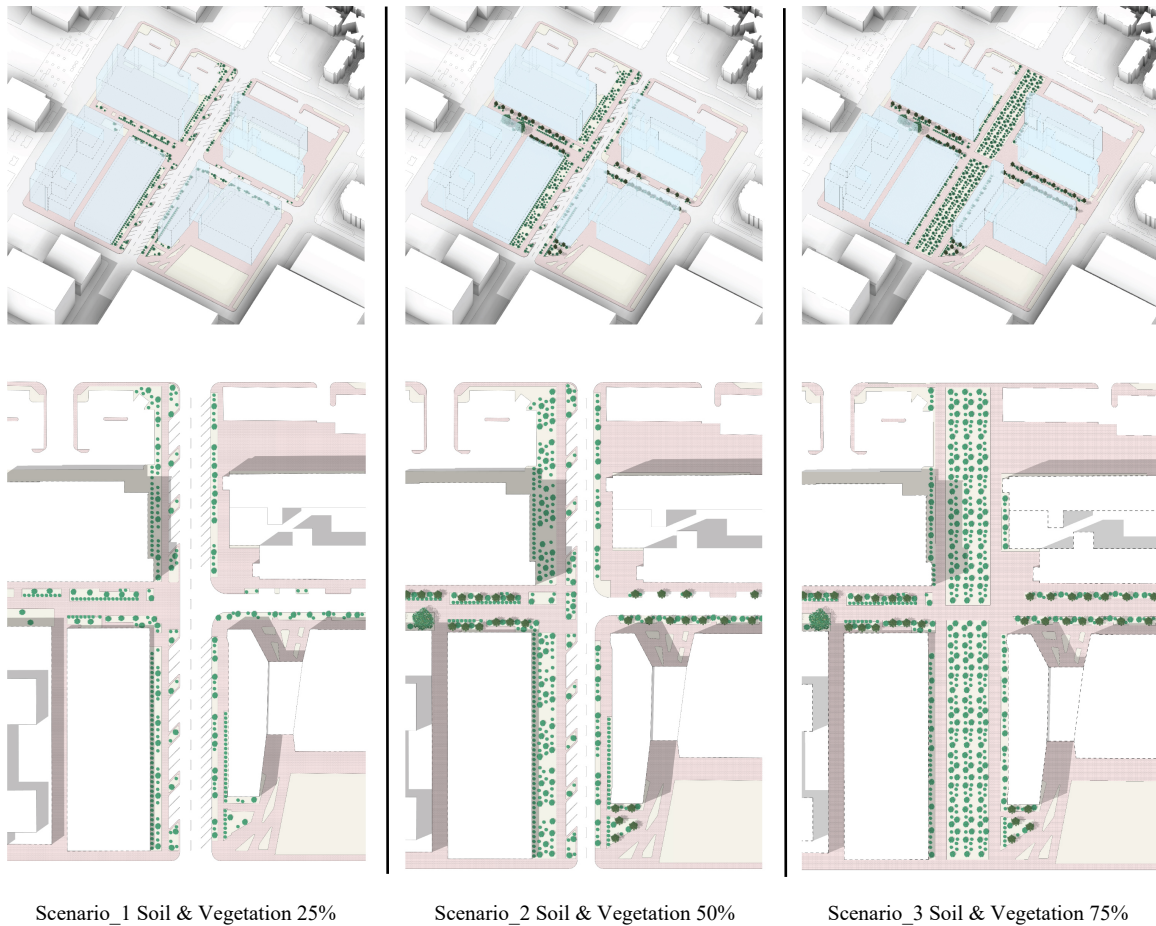 Scenario_1 Soil & Vegetation 25%
Scenario_2 Soil & Vegetation 50%
Scenario_3 Soil & Vegetation 75%